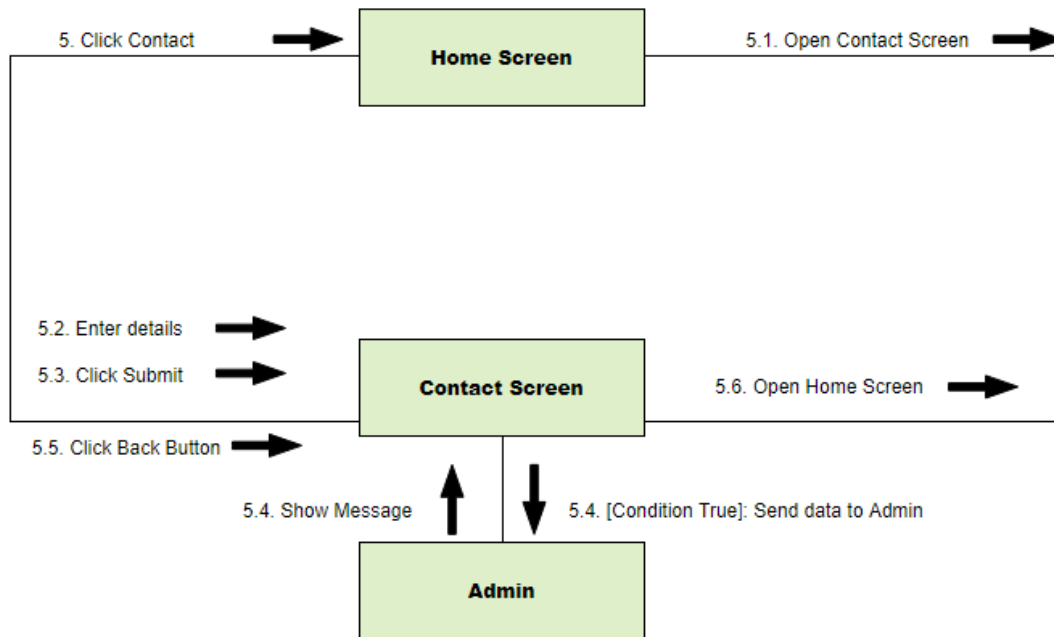 5. Click Contact
Home Screen
5.1. Open Contact Screen
5.2. Enter details
5.3. Click Submit
Contact Screen
5.6. Open Home Screen
5.5. Click Back Button
5.4. Show Message
5.4. [Condition True]: Send data to Admin
Admin